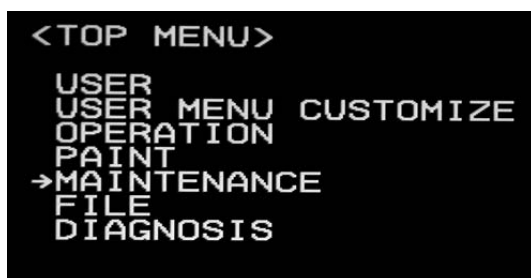 <TOP MENU>
USER
USER MENU CUSTOMIZE
OPERATION
PAINT
→MAINTENANCE
FILE
DIAGNOSIS